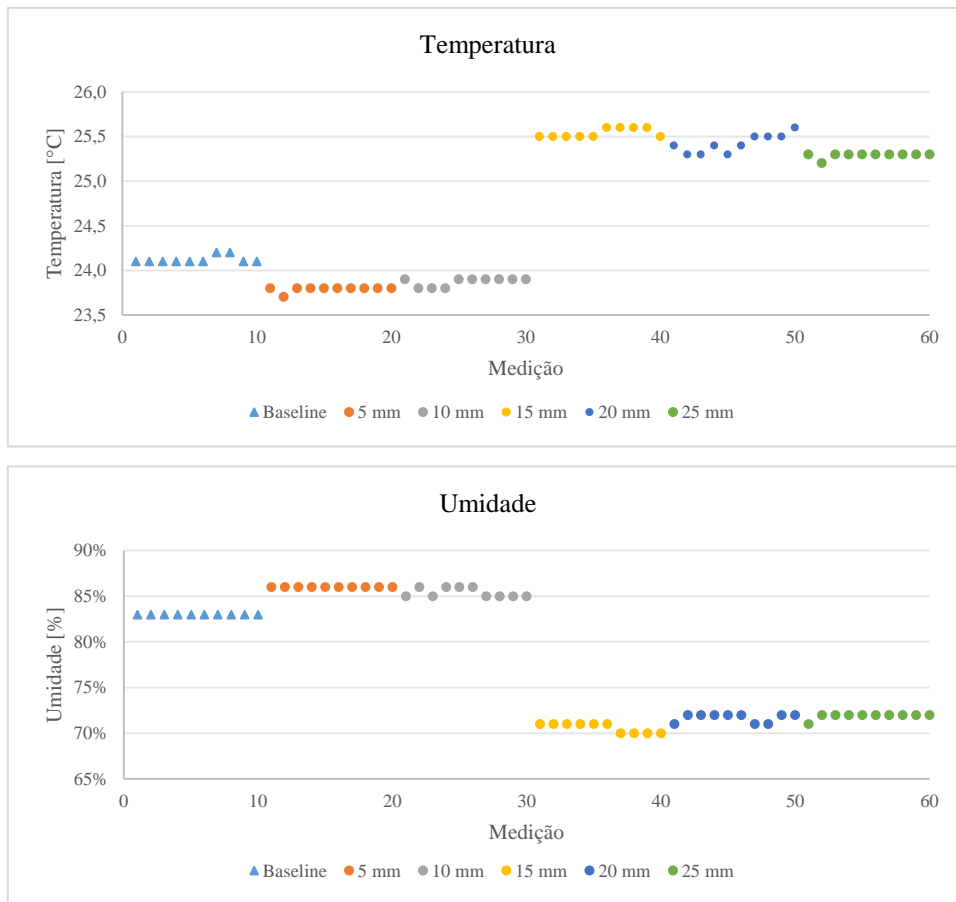 Temperatura
26,0
25,5
25,0
24,5
24,0
23,5
Temperatura [°C]
0 10 20 30 40 50 60
Medição
Baseline 5 mm 10 mm 15 mm 20 mm 25 mm
Umidade
90%
85%
80%
75%
70%
65%
Umidade [%]
0 10 20 30 40 50 60
Medição
Baseline 5 mm 10 mm 15 mm 20 mm 25 mm